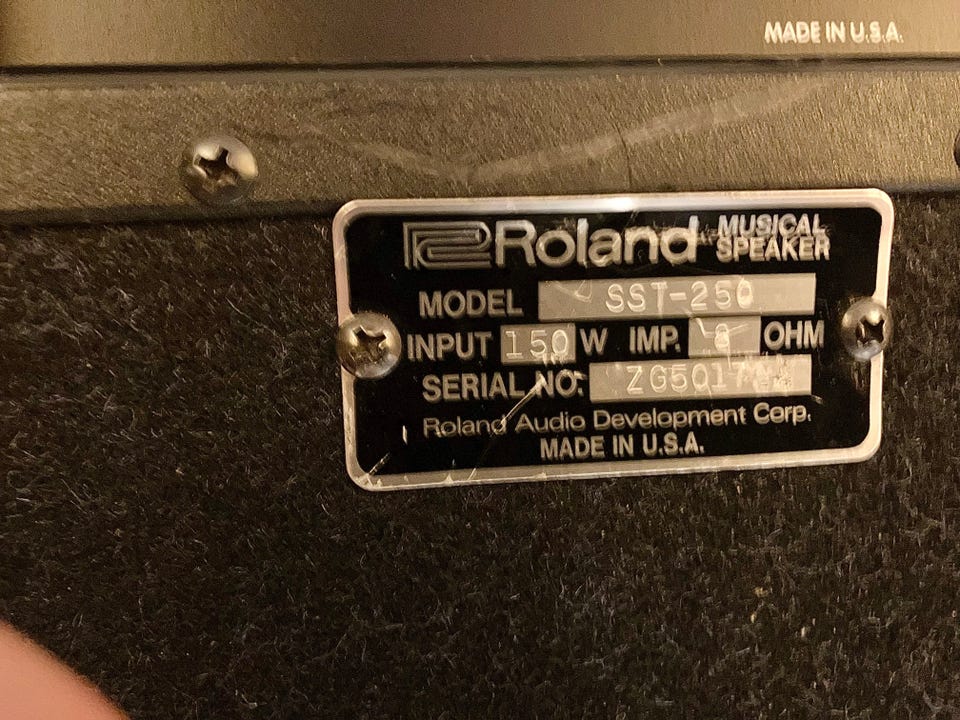 MADE IN U.S.A.
Roland MUSICAL SPEAKER
MODEL SST-250
INPUT 150 W IMP. 8 OHM
SERIAL NO.
Roland Audio Development Corp.
MADE IN U.S.A.